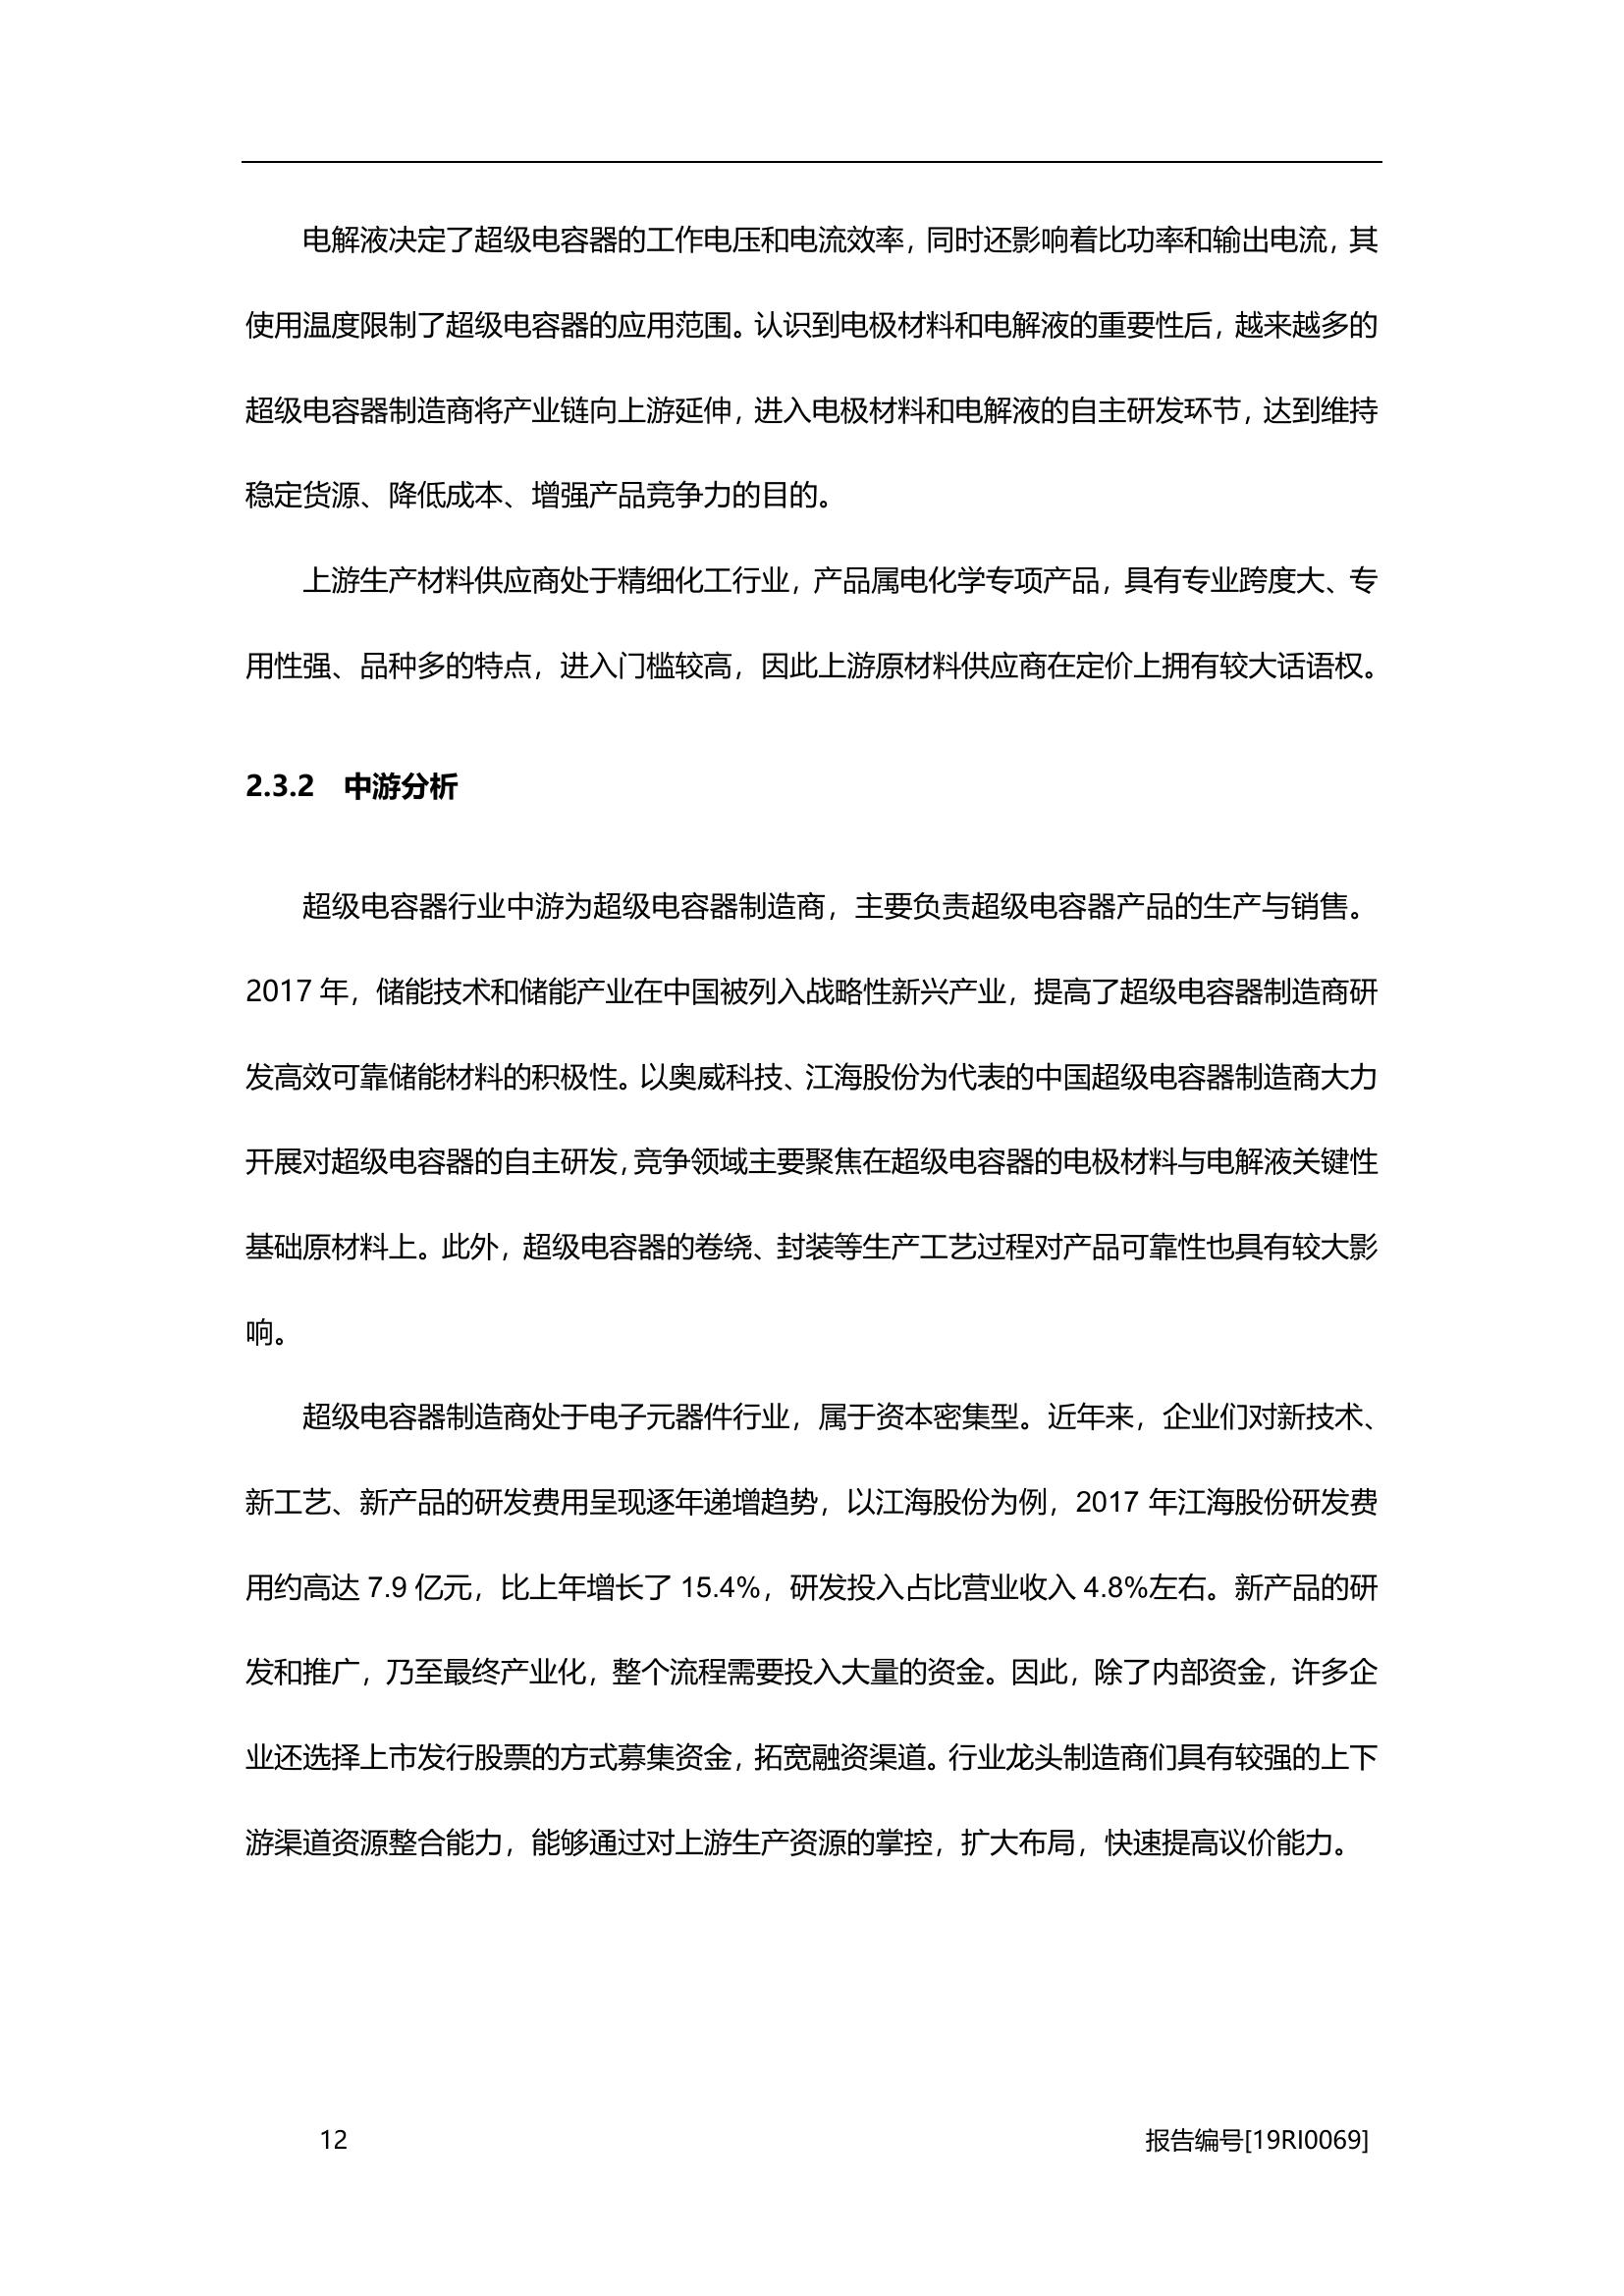 电解液决定了超级电容器的工作电压和电流效率，同时还影响着比功率和输出电流，其
使用温度限制了超级电容器的应用范围。认识到电极材料和电解液的重要性后，越来越多的
超级电容器制造商将产业链向上游延伸，进入电极材料和电解液的自主研发环节，达到维持
稳定货源、降低成本、增强产品竞争力的目的。
上游生产材料供应商处于精细化工行业，产品属电化学专项产品，具有专业跨度大、专
用性强、品种多的特点，进入门槛较高，因此上游原材料供应商在定价上拥有较大话语权。
2.3.2 中游分析
超级电容器行业中游为超级电容器制造商，主要负责超级电容器产品的生产与销售。
2017 年，储能技术和储能产业在中国被列入战略性新兴产业，提高了超级电容器制造商研
发高效可靠储能材料的积极性。以奥威科技、江海股份为代表的中国超级电容器制造商大力
开展对超级电容器的自主研发，竞争领域主要聚焦在超级电容器的电极材料与电解液关键性
基础原材料上。此外，超级电容器的卷绕、封装等生产工艺过程对产品可靠性也具有较大影
响。
超级电容器制造商处于电子元器件行业，属于资本密集型。近年来，企业们对新技术、
新工艺、新产品的研发费用呈现逐年递增趋势，以江海股份为例，2017 年江海股份研发费
用约高达 7.9 亿元，比上年增长了 15.4%，研发投入占比营业收入 4.8%左右。新产品的研
发和推广，乃至最终产业化，整个流程需要投入大量的资金。因此，除了内部资金，许多企
业还选择上市发行股票的方式募集资金，拓宽融资渠道。行业龙头制造商们具有较强的上下
游渠道资源整合能力，能够通过对上游生产资源的掌控，扩大布局，快速提高议价能力。
12 报告编号[19RI0069]